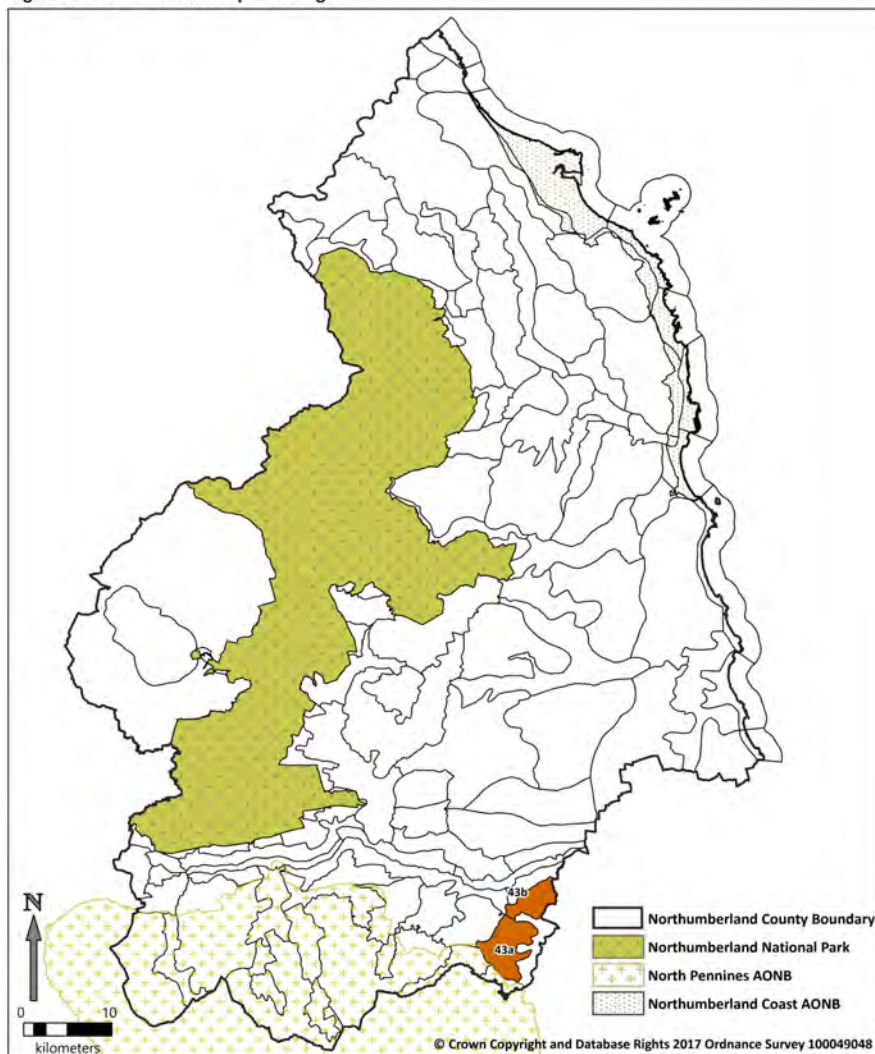 43b
43a
N
0 10
kilometers
Northumberland County Boundary
Northumberland National Park
North Pennines AONB
Northumberland Coast AONB
© Crown Copyright and Database Rights 2017 Ordnance Survey 100049048